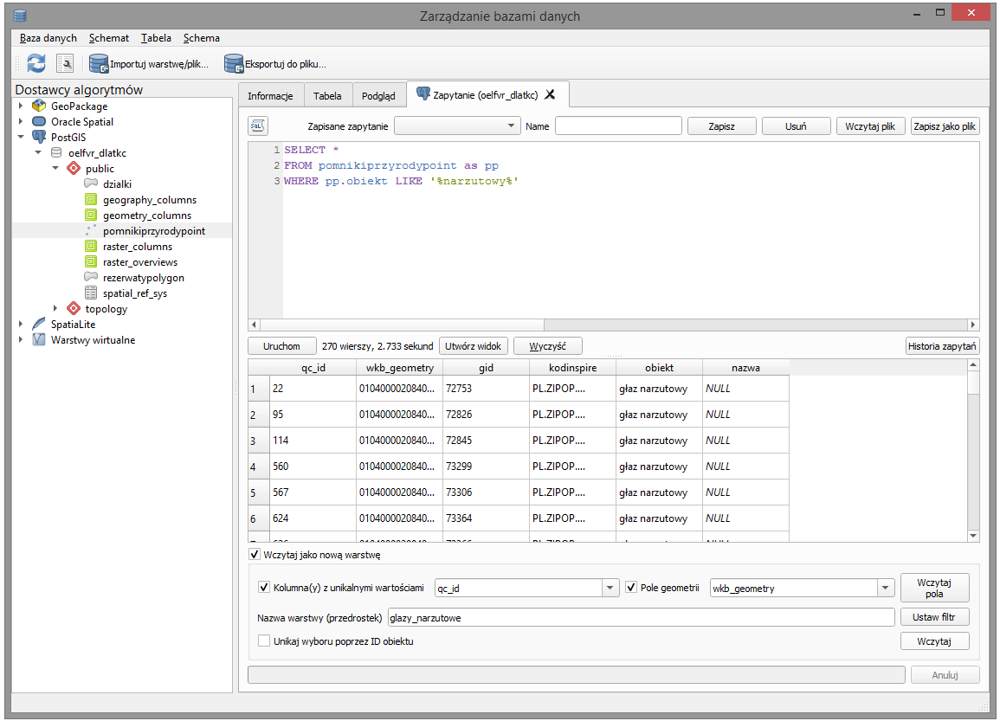 Zarządzanie bazami danych
Baza danych Schemat Tabela Schema
Importuj warstwę/plik... Eksportuj do pliku...
Dostawcy algorytmów
GeoPackage
Oracle Spatial
PostGIS
oelfvr_dlatkc
public
dzialki
geography_columns
geometry_columns
pomnikiprzyrodypoint
raster_columns
raster_overviews
rezerwatypolygon
spatial_ref_sys
topology
SpatiaLite
Warstwy wirtualne
Informacje Tabela Podgląd Zapytanie (oelfvr_dlatkc)
SQL Zapisane zapytanie Name Zapisz Usuń Wczytaj plik Zapisz jako plik
1 SELECT *
2 FROM pomnikiprzyrodypoint as pp
3 WHERE pp.obiekt LIKE '%narzutowy%'
Uruchom 270 wierszy, 2.733 sekund Utwórz widok Wyczyść Historia zapytań
qc_id wkb_geometry gid kodinspire obiekt nazwa
1 22 0104000020840... 72753 PL.ZIPOP.... głaz narzutowy NULL
2 95 0104000020840... 72826 PL.ZIPOP.... głaz narzutowy NULL
3 114 0104000020840... 72845 PL.ZIPOP.... głaz narzutowy NULL
4 560 0104000020840... 73299 PL.ZIPOP.... głaz narzutowy NULL
5 567 0104000020840... 73306 PL.ZIPOP.... głaz narzutowy NULL
6 624 0104000020840... 73364 PL.ZIPOP.... głaz narzutowy NULL
Wczytaj jako nową warstwę
Kolumna(y) z unikalnymi wartościami qc_id Pole geometrii wkb_geometry Wczytaj pola
Nazwa warstwy (przedrostek) glazy_narzutowe Ustaw filtr
Unikaj wyboru poprzez ID obiektu Wczytaj
Anuluj